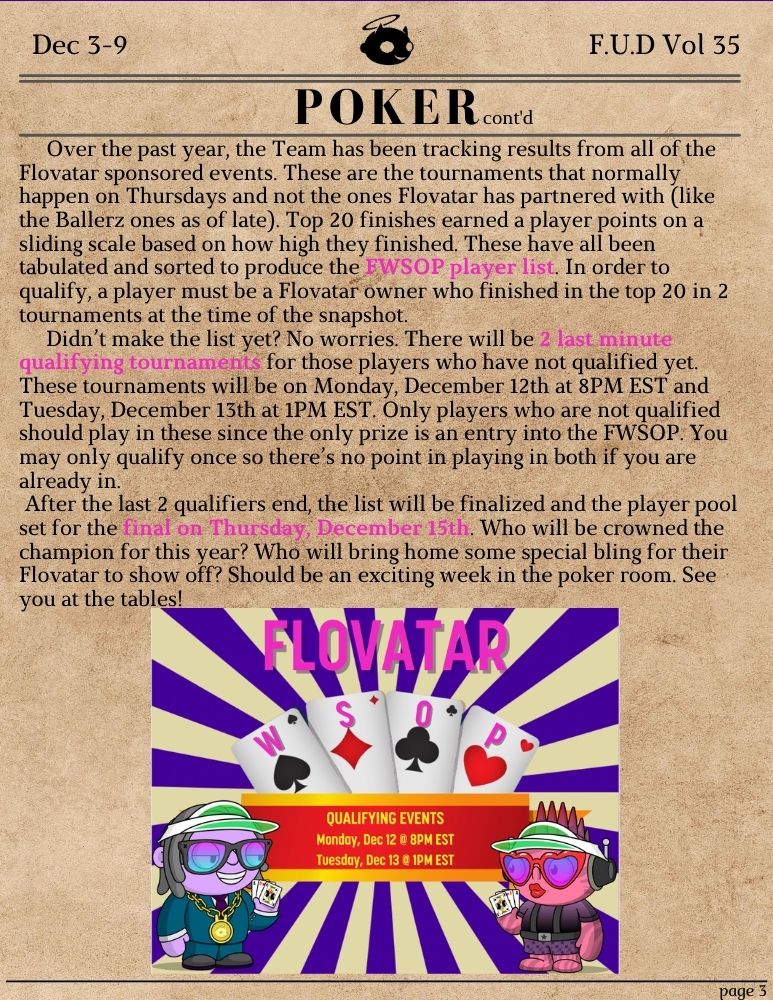 Dec 3-9
F.U.D Vol 35
POKER cont'd
Over the past year, the Team has been tracking results from all of the
Flovatar sponsored events. These are the tournaments that normally
happen on Thursdays and not the ones Flovatar has partnered with (like
the Ballerz ones as of late). Top 20 finishes earned a player points on a
sliding scale based on how high they finished. These have all been
tabulated and sorted to produce the FWSOP player list. In order to
qualify, a player must be a Flovatar owner who finished in the top 20 in 2
tournaments at the time of the snapshot.
Didn't make the list yet? No worries. There will be 2 last minute
qualifying tournaments for those players who have not qualified yet.
These tournaments will be on Monday, December 12th at 8PM EST and
Tuesday, December 13th at 1PM EST. Only players who are not qualified
should play in these since the only prize is an entry into the FWSOP. You
may only qualify once so there's no point in playing in both if you are
already in.
After the last 2 qualifiers end, the list will be finalized and the player pool
set for the final on Thursday, December 15th. Who will be crowned the
champion for this year? Who will bring home some special bling for their
Flovatar to show off? Should be an exciting week in the poker room. See
you at the tables!
FLOVATAR
W S O P
QUALIFYING EVENTS
Monday, Dec 12 @ 8PM EST
Tuesday, Dec 13 @ 1PM EST
page 3